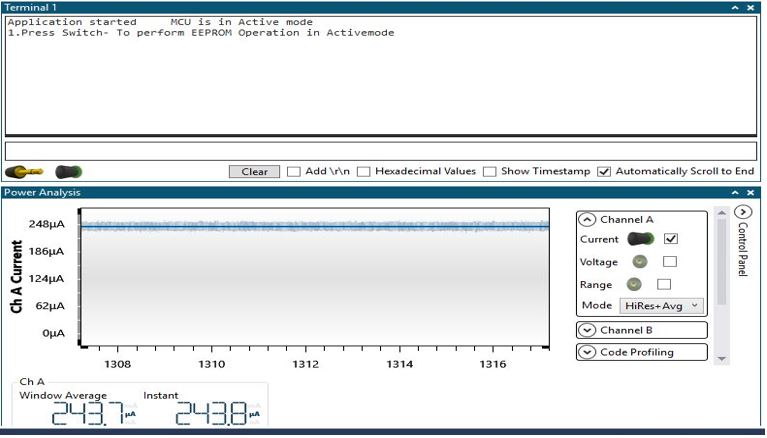 Terminal 1
Application started MCU is in Active mode
1.Press Switch- To perform EEPROM Operation in Activemode
Clear Add \r\n Hexadecimal Values Show Timestamp Automatically Scroll to End
Power Analysis
Ch A Current
248µA
186µA
124µA
62µA
0µA
1308 1310 1312 1314 1316
Channel A
Current
Voltage
Range
Mode HiRes+Avg
Channel B
Code Profiling
Control Panel
Ch A
Window Average Instant
243.7 µA 243.8 µA